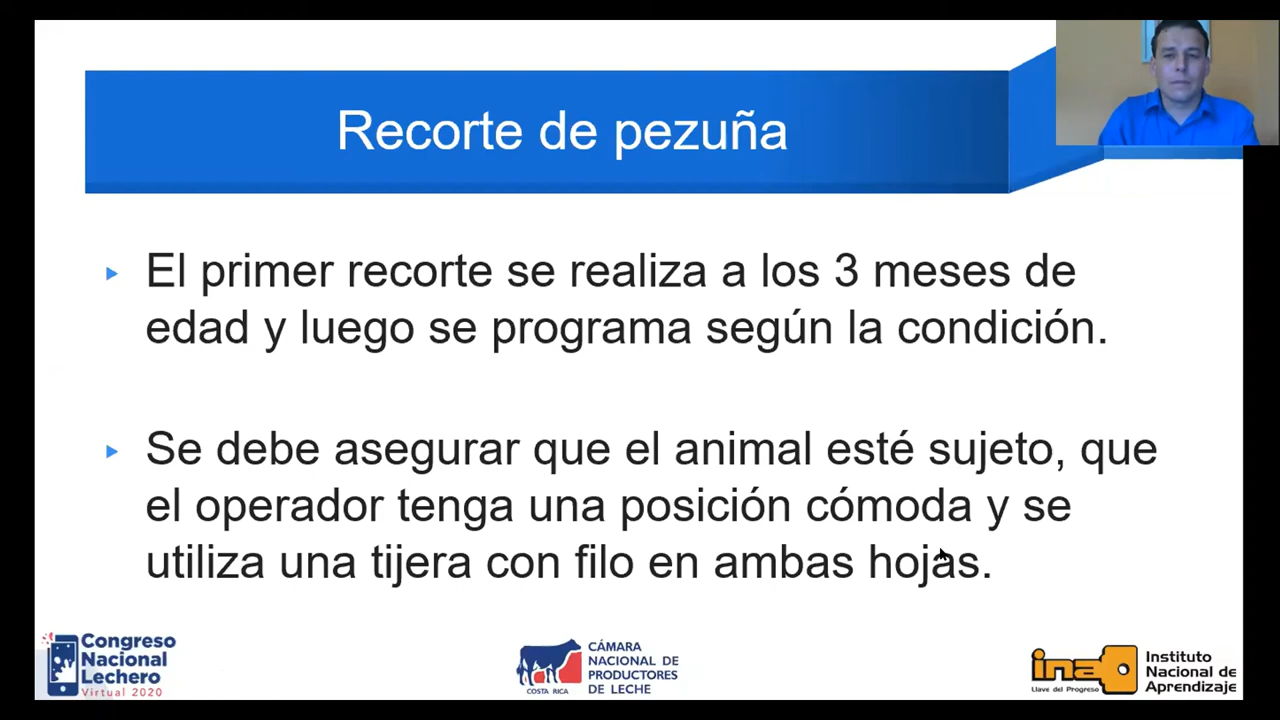 Recorte de pezuña
El primer recorte se realiza a los 3 meses de
edad y luego se programa según la condición.
Se debe asegurar que el animal esté sujeto, que
el operador tenga una posición cómoda y se
utiliza una tijera con filo en ambas hojas.
Congreso
Nacional
Lechero
Virtual 2020
CÁMARA
NACIONAL DE
PRODUCTORES
DE LECHE
COSTA RICA
ina
Llave del Progreso
Instituto
Nacional de
Aprendizaje